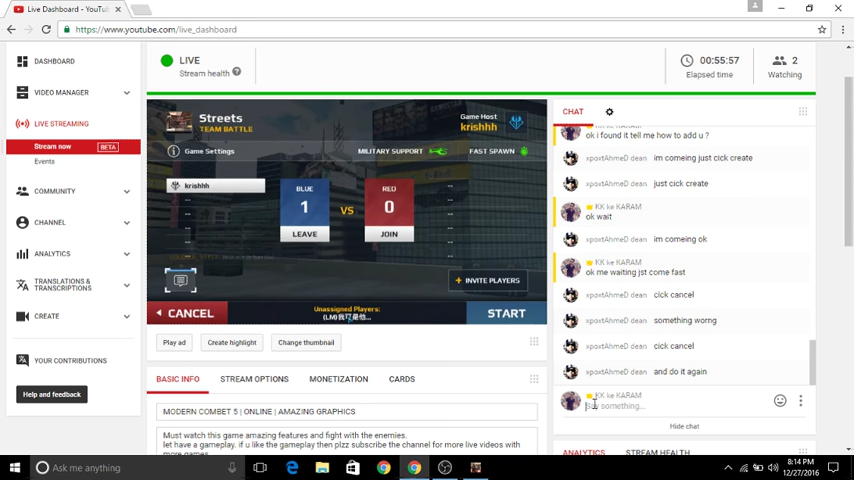 Live Dashboard - YouTu
https://www.youtube.com/live_dashboard
DASHBOARD
VIDEO MANAGER
LIVE STREAMING
Stream now BETA
Events
COMMUNITY
CHANNEL
ANALYTICS
TRANSLATIONS & TRANSCRIPTIONS
CREATE
YOUR CONTRIBUTIONS
Help and feedback
LIVE
Stream health
00:55:57
Elapsed time
2
Watching
Streets
TEAM BATTLE
Game Host
krishhh
Game Settings
MILITARY SUPPORT
FAST SPAWN
krishhh
BLUE
1
LEAVE
VS
RED
0
JOIN
+ INVITE PLAYERS
CANCEL
Unassigned Players:
START
Play ad
Create highlight
Change thumbnail
BASIC INFO
STREAM OPTIONS
MONETIZATION
CARDS
MODERN COMBET 5 | ONLINE | AMAZING GRAPHICS
Must watch this game amazing features and fight with the enemies.
let have a gameplay. if u like the gameplay then plzz subscribe the channel for more live videos with
more games
CHAT
KK ke KARAM
ok i found it tell me how to add u ?
xpoxtAhmeD dean im comeing just cick create
xpoxtAhmeD dean just cick create
KK ke KARAM
ok wait
xpoxtAhmeD dean im comeing ok
KK ke KARAM
ok me waiting jst come fast
xpoxtAhmeD dean cick cancel
xpoxtAhmeD dean something worng
xpoxtAhmeD dean cick cancel
xpoxtAhmeD dean and do it again
KK ke KARAM
Say something...
Hide chat
ANALYTICS
STREAM HEALTH
Ask me anything
8:14 PM
12/27/2016